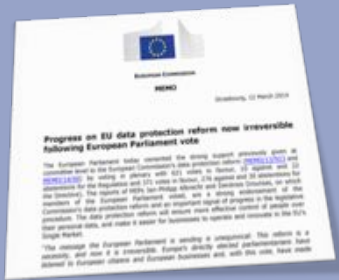 European Commission
MEMO
Strasbourg, 12 March 2014
Progress on EU data protection reform now irreversible
following European Parliament vote
The European Parliament today cemented the strong support previously given at
committee level to the European Commission's data protection reform (MEMO/13/923 and
MEMO/14/60) by voting in plenary with 621 votes in favour, 10 against and 22
abstentions for the Regulation and 371 votes in favour, 276 against and 30 abstentions for
the Directive). The reports of MEPs Jan-Philipp Albrecht and Dimitrios Droutsas, on which
members of the European Parliament voted, are a strong endorsement of the
Commission's data protection reform and an important signal of progress in the legislative
procedure. The data protection reform will ensure more effective control of people over
their personal data, and make it easier for businesses to operate and innovate in the EU's
Single Market.
"The message the European Parliament is sending is unequivocal: This reform is a
necessity, and now it is irreversible. Europe's directly elected parliamentarians have
listened to European citizens and European businesses and, with this vote, have made